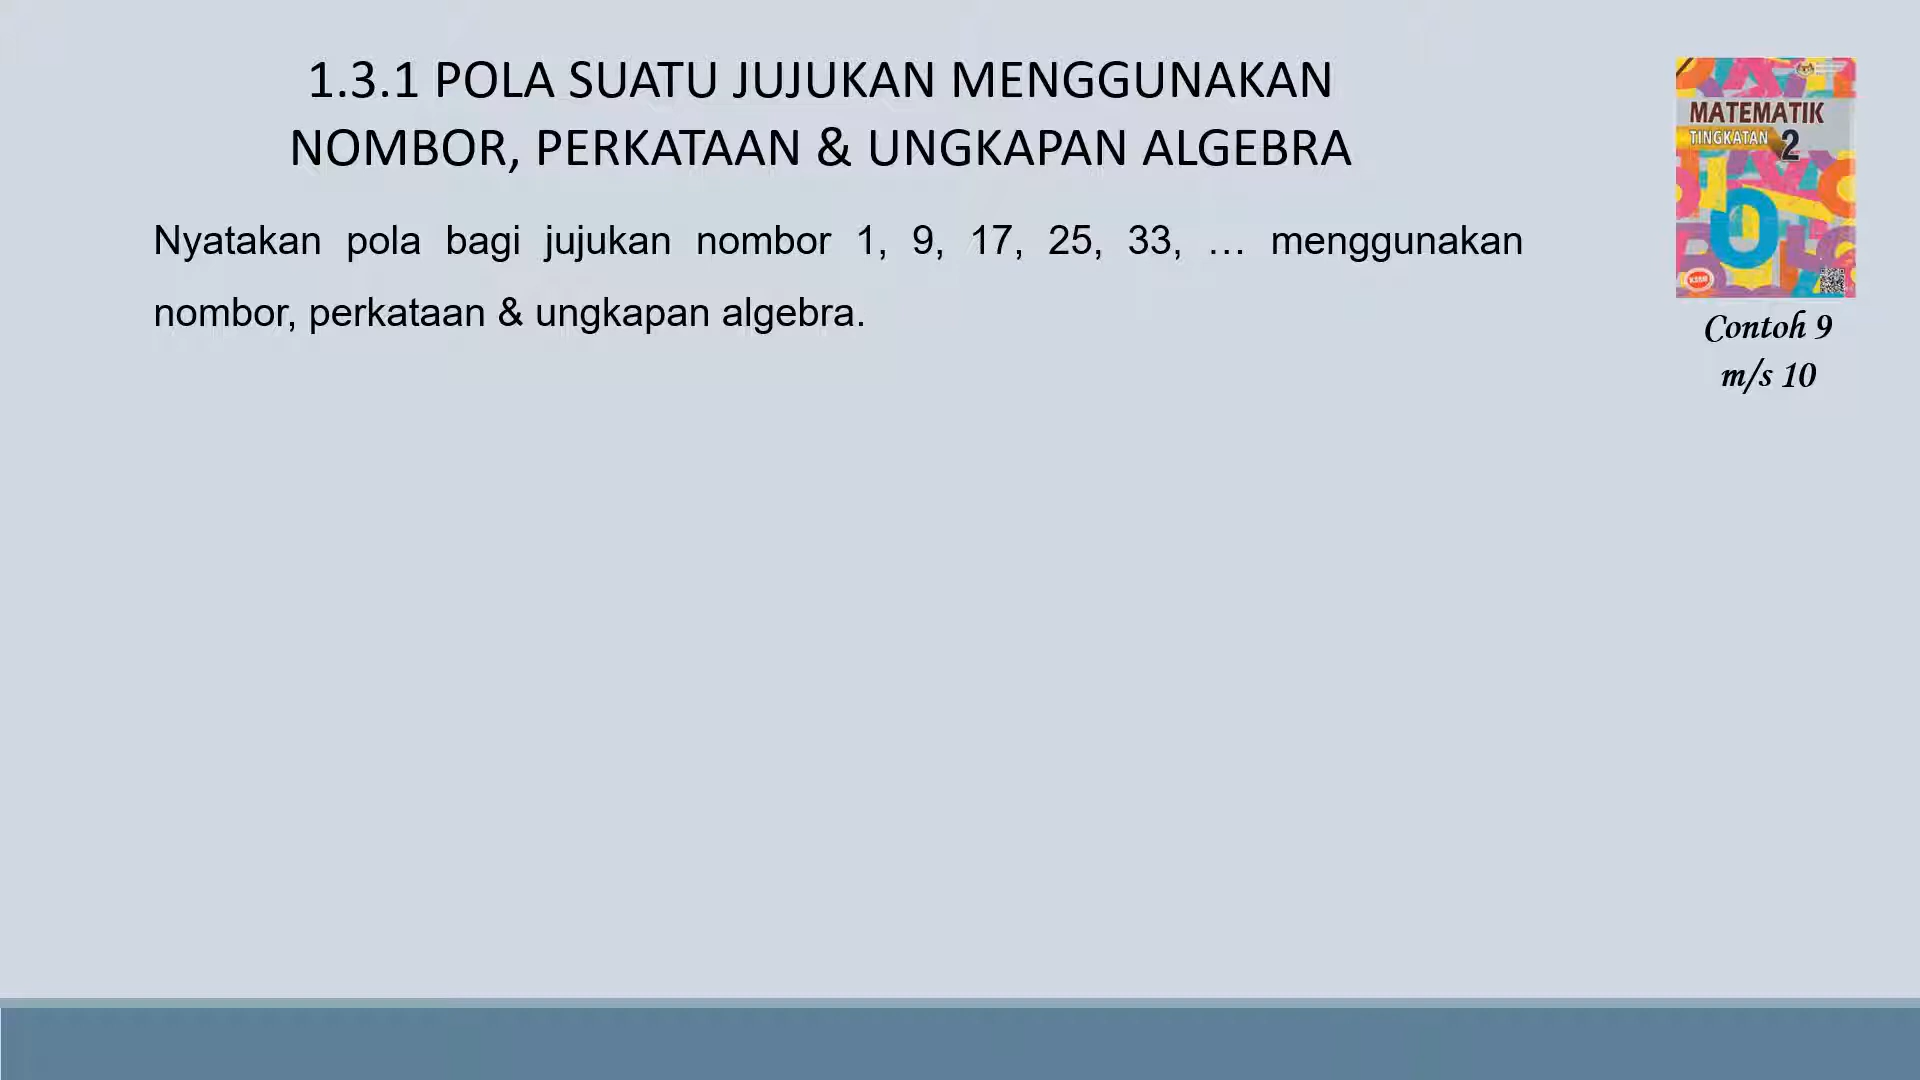 1.3.1 POLA SUATU JUJUKAN MENGGUNAKAN
NOMBOR, PERKATAAN & UNGKAPAN ALGEBRA
Nyatakan pola bagi jujukan nombor 1, 9, 17, 25, 33, … menggunakan
nombor, perkataan & ungkapan algebra.
MATEMATIK
TINGKATAN 2
KSSM
Contoh 9
m/s 10